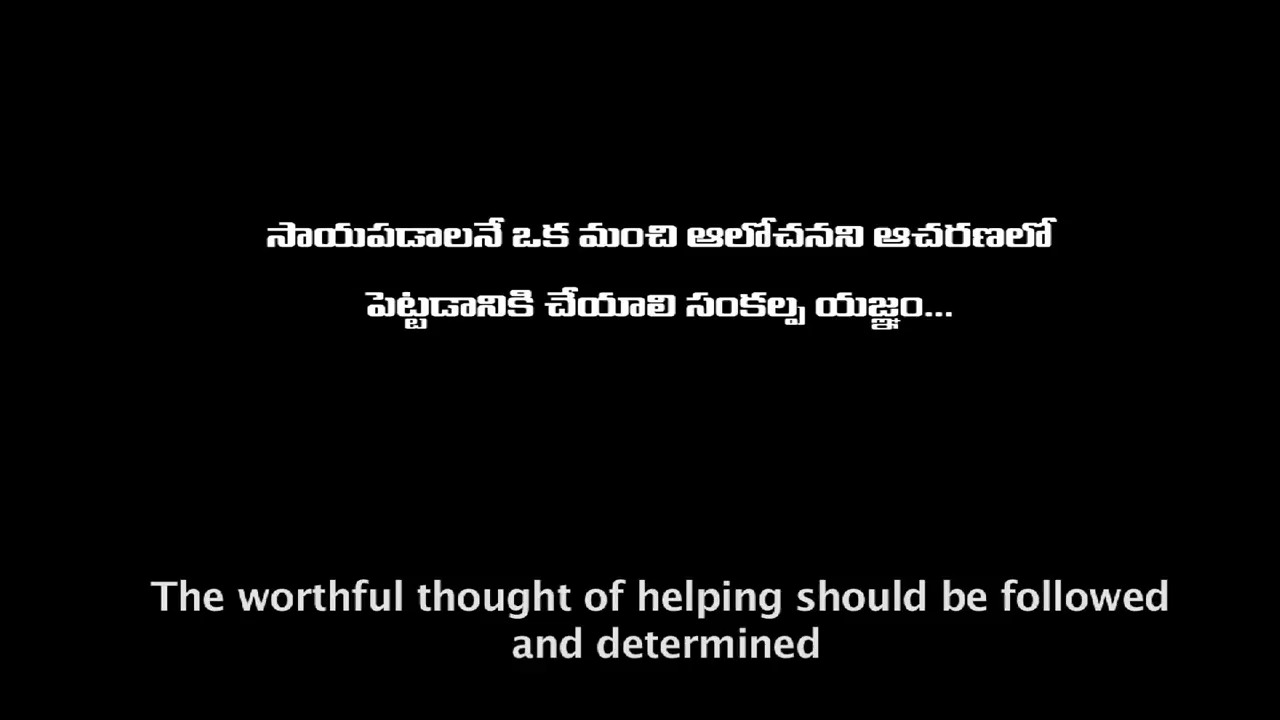 సాయపడాలనే ఒక మంచి ఆలోచనని ఆచరణలో
పెట్టడానికి చేయాలి సంకల్ప యజ్ఞం...
The worthful thought of helping should be followed
and determined